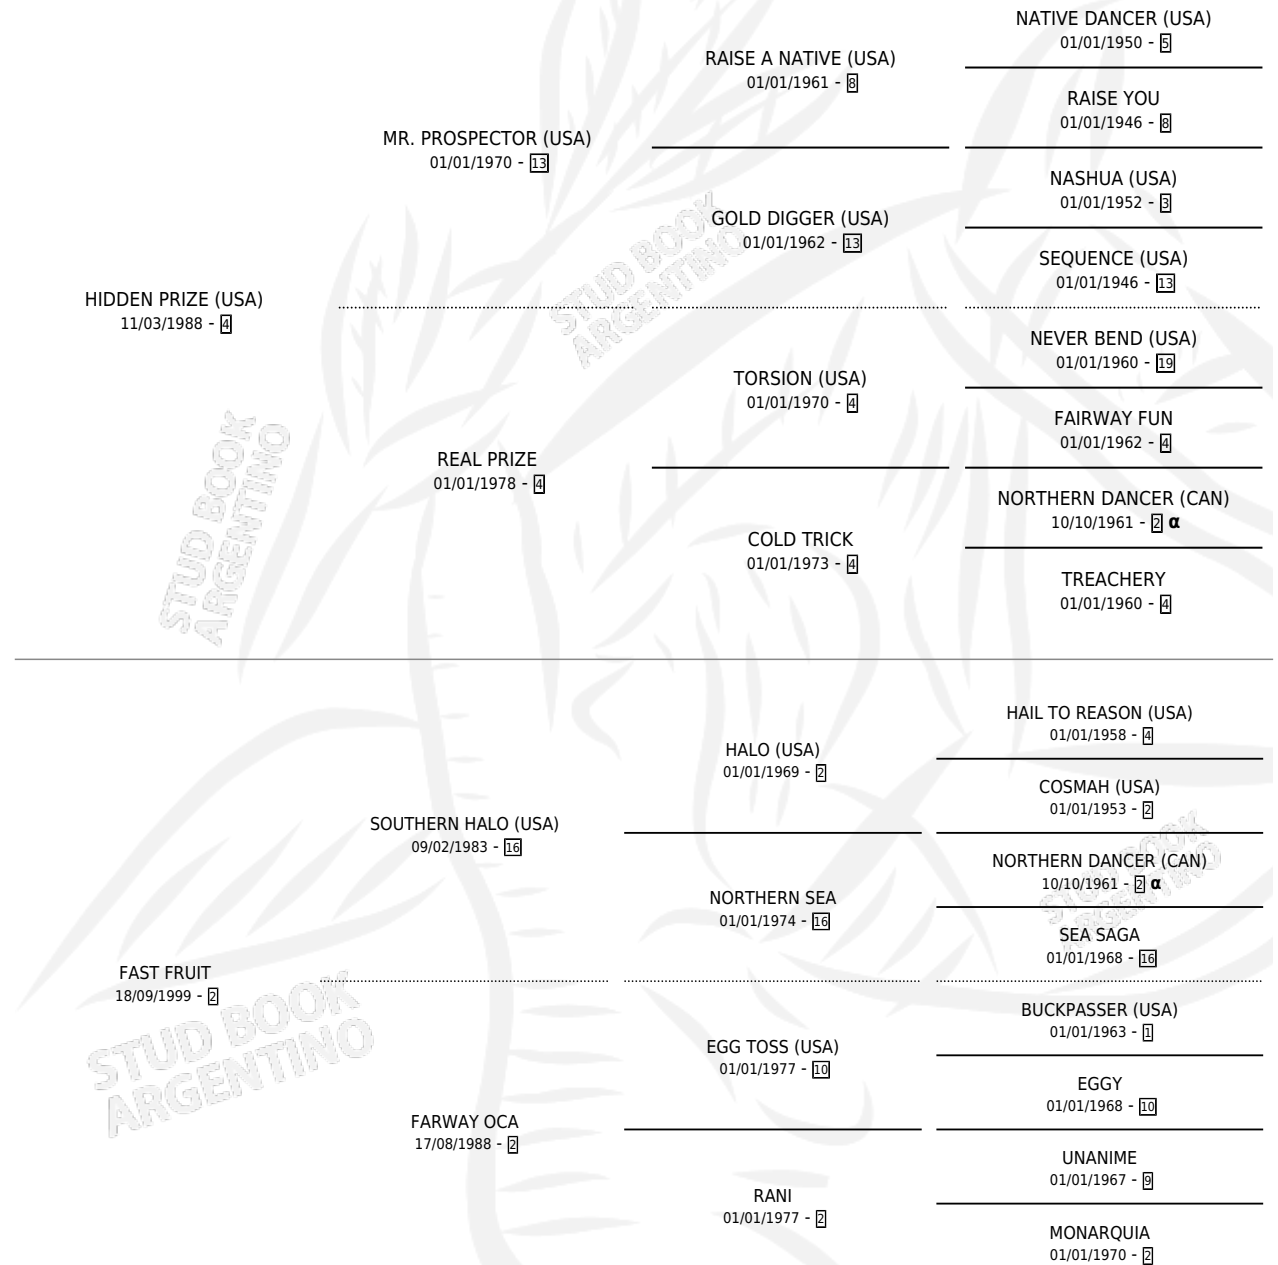 NATIVE DANCER (USA)
01/01/1950 - 5
RAISE A NATIVE (USA)
01/01/1961 - 8
RAISE YOU
01/01/1946 - 8
MR. PROSPECTOR (USA)
01/01/1970 - 13
NASHUA (USA)
01/01/1952 - 3
GOLD DIGGER (USA)
01/01/1962 - 13
SEQUENCE (USA)
01/01/1946 - 13
HIDDEN PRIZE (USA)
11/03/1988 - 4
NEVER BEND (USA)
01/01/1960 - 19
TORSION (USA)
01/01/1970 - 4
FAIRWAY FUN
01/01/1962 - 4
REAL PRIZE
01/01/1978 - 4
NORTHERN DANCER (CAN)
10/10/1961 - 2 α
COLD TRICK
01/01/1973 - 4
TREACHERY
01/01/1960 - 4
HAIL TO REASON (USA)
01/01/1958 - 4
HALO (USA)
01/01/1969 - 2
COSMAH (USA)
01/01/1953 - 2
SOUTHERN HALO (USA)
09/02/1983 - 16
NORTHERN DANCER (CAN)
10/10/1961 - 2 α
NORTHERN SEA
01/01/1974 - 16
SEA SAGA
01/01/1968 - 16
FAST FRUIT
18/09/1999 - 2
BUCKPASSER (USA)
01/01/1963 - 1
EGG TOSS (USA)
01/01/1977 - 10
EGGY
01/01/1968 - 10
FARWAY OCA
17/08/1988 - 2
UNANIME
01/01/1967 - 9
RANI
01/01/1977 - 2
MONARQUIA
01/01/1970 - 2
STUD BOOK
ARGENTINO
STUD BOOK
ARGENTINO
STUD BOOK
ARGENTINO
STUD BOOK
ARGENTINO